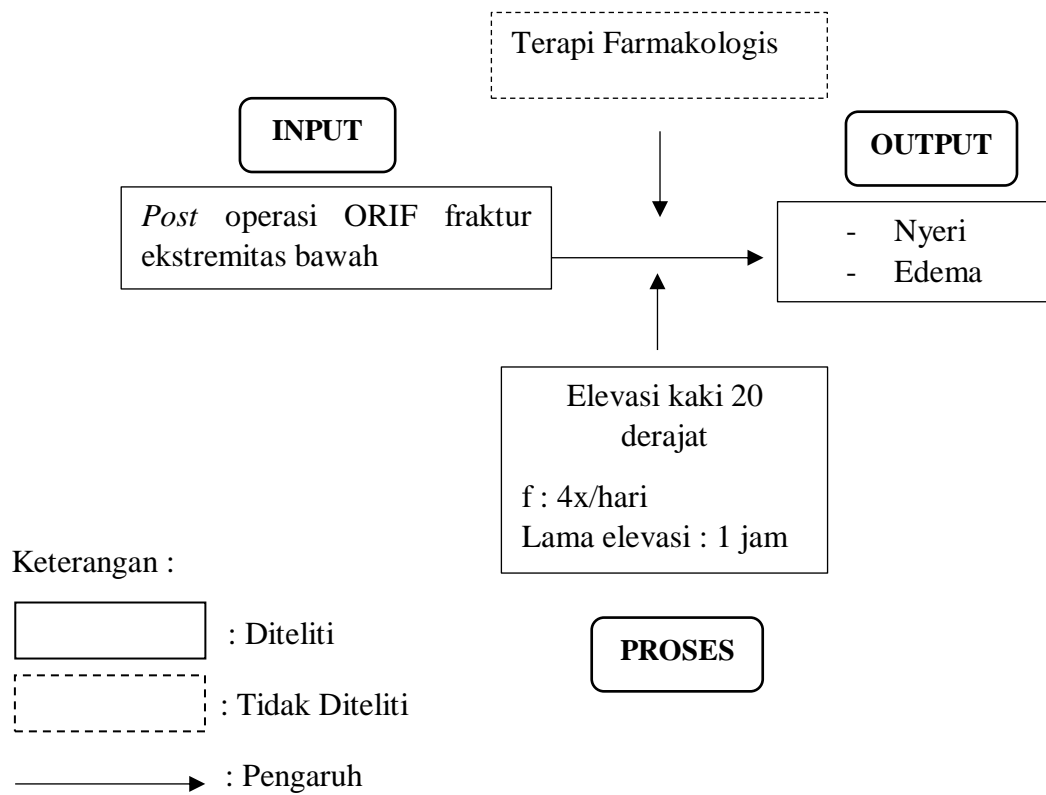 Terapi Farmakologis
INPUT
OUTPUT
Post operasi ORIF fraktur
ekstremitas bawah
- Nyeri
- Edema
Elevasi kaki 20
derajat
f : 4x/hari
Lama elevasi : 1 jam
Keterangan :
: Diteliti
PROSES
: Tidak Diteliti
: Pengaruh